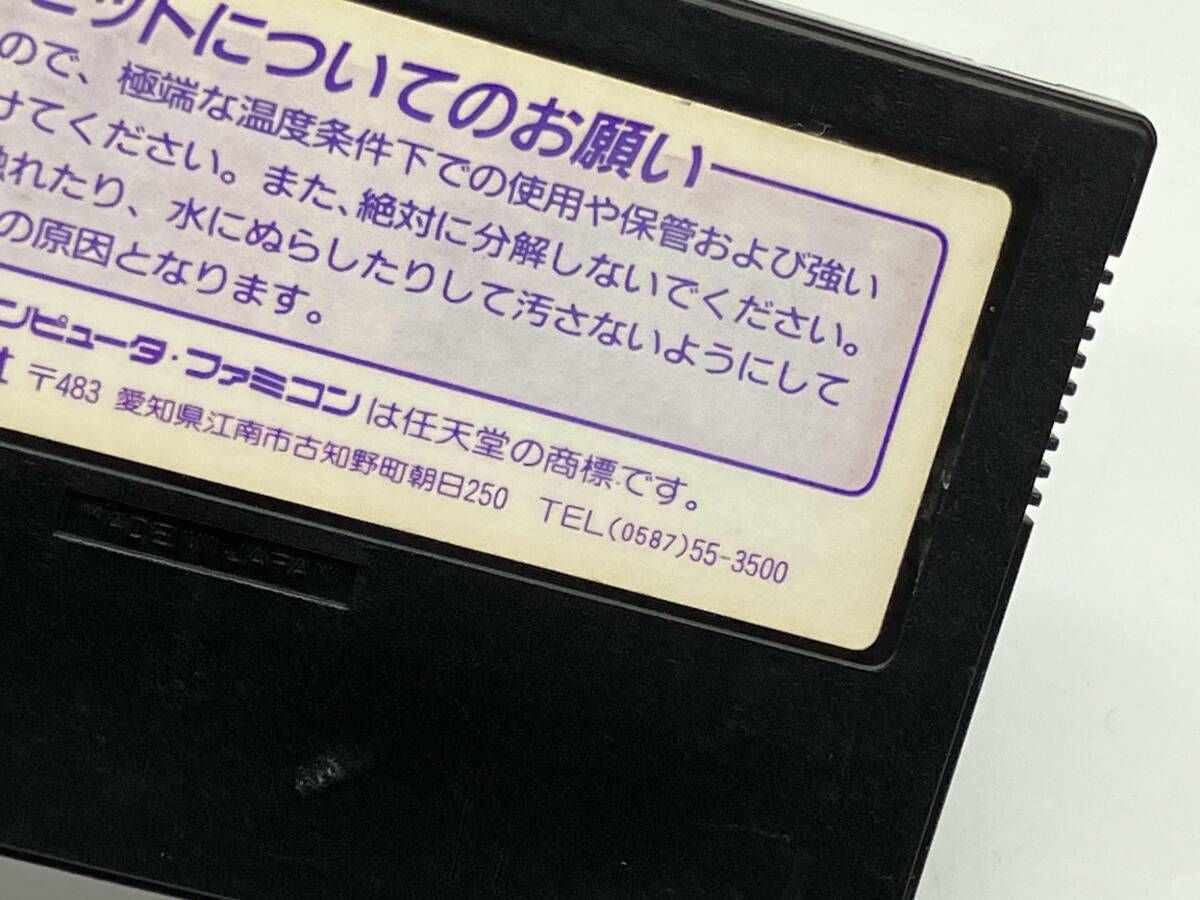 セットについてのお願い
ので、極端な温度条件下での使用や保管および強い
けてください。また、絶対に分解しないでください。
触れたり、水にぬらしたりして汚さないようにして
の原因となります。
ンピュータ・ファミコンは任天堂の商標です。
〒483 愛知県江南市古知野町朝日250 TEL(0587)55-3500
MADE IN JAPAN